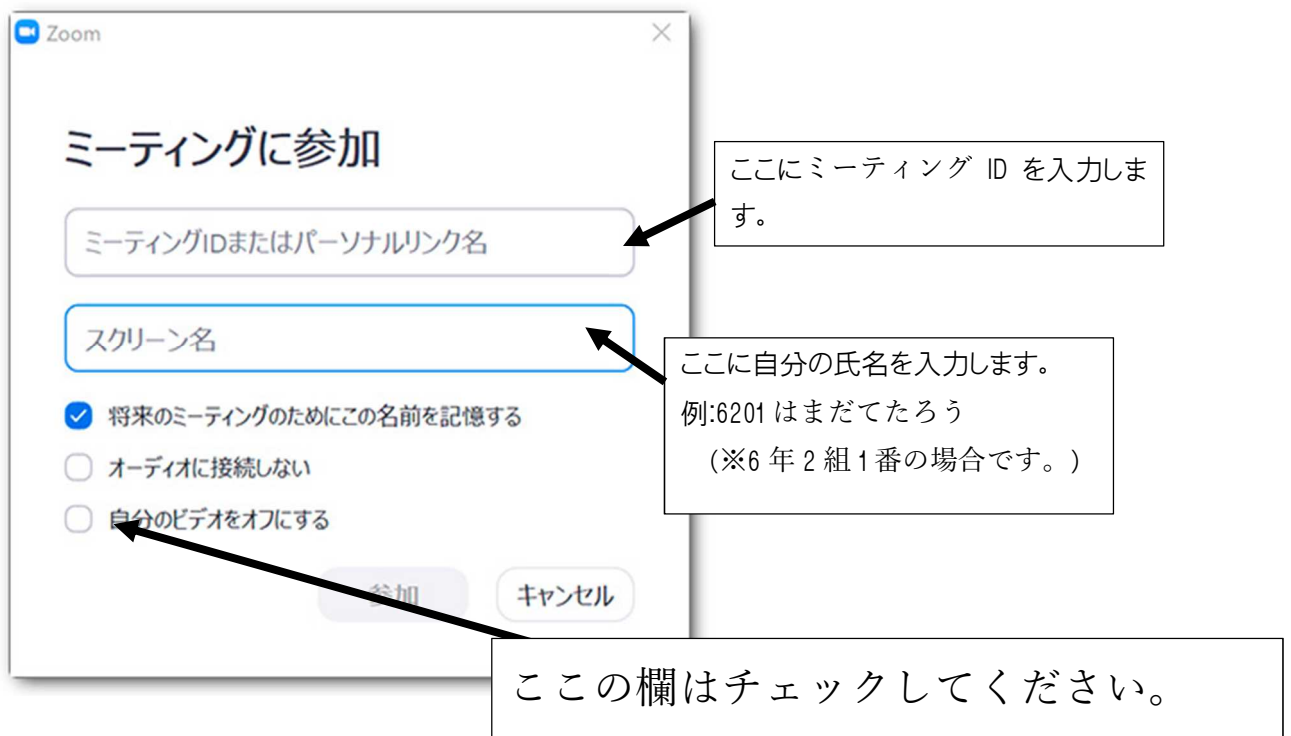 Zoom
ミーティングに参加
ここにミーティング ID を入力しま
す。
ミーティングIDまたはパーソナルリンク名
スクリーン名
ここに自分の氏名を入力します。
例:6201はまだてたろう
(※6年2組1番の場合です。)
将来のミーティングのためにこの名前を記憶する
オーディオに接続しない
自分のビデオをオフにする
参加
キャンセル
ここの欄はチェックしてください。